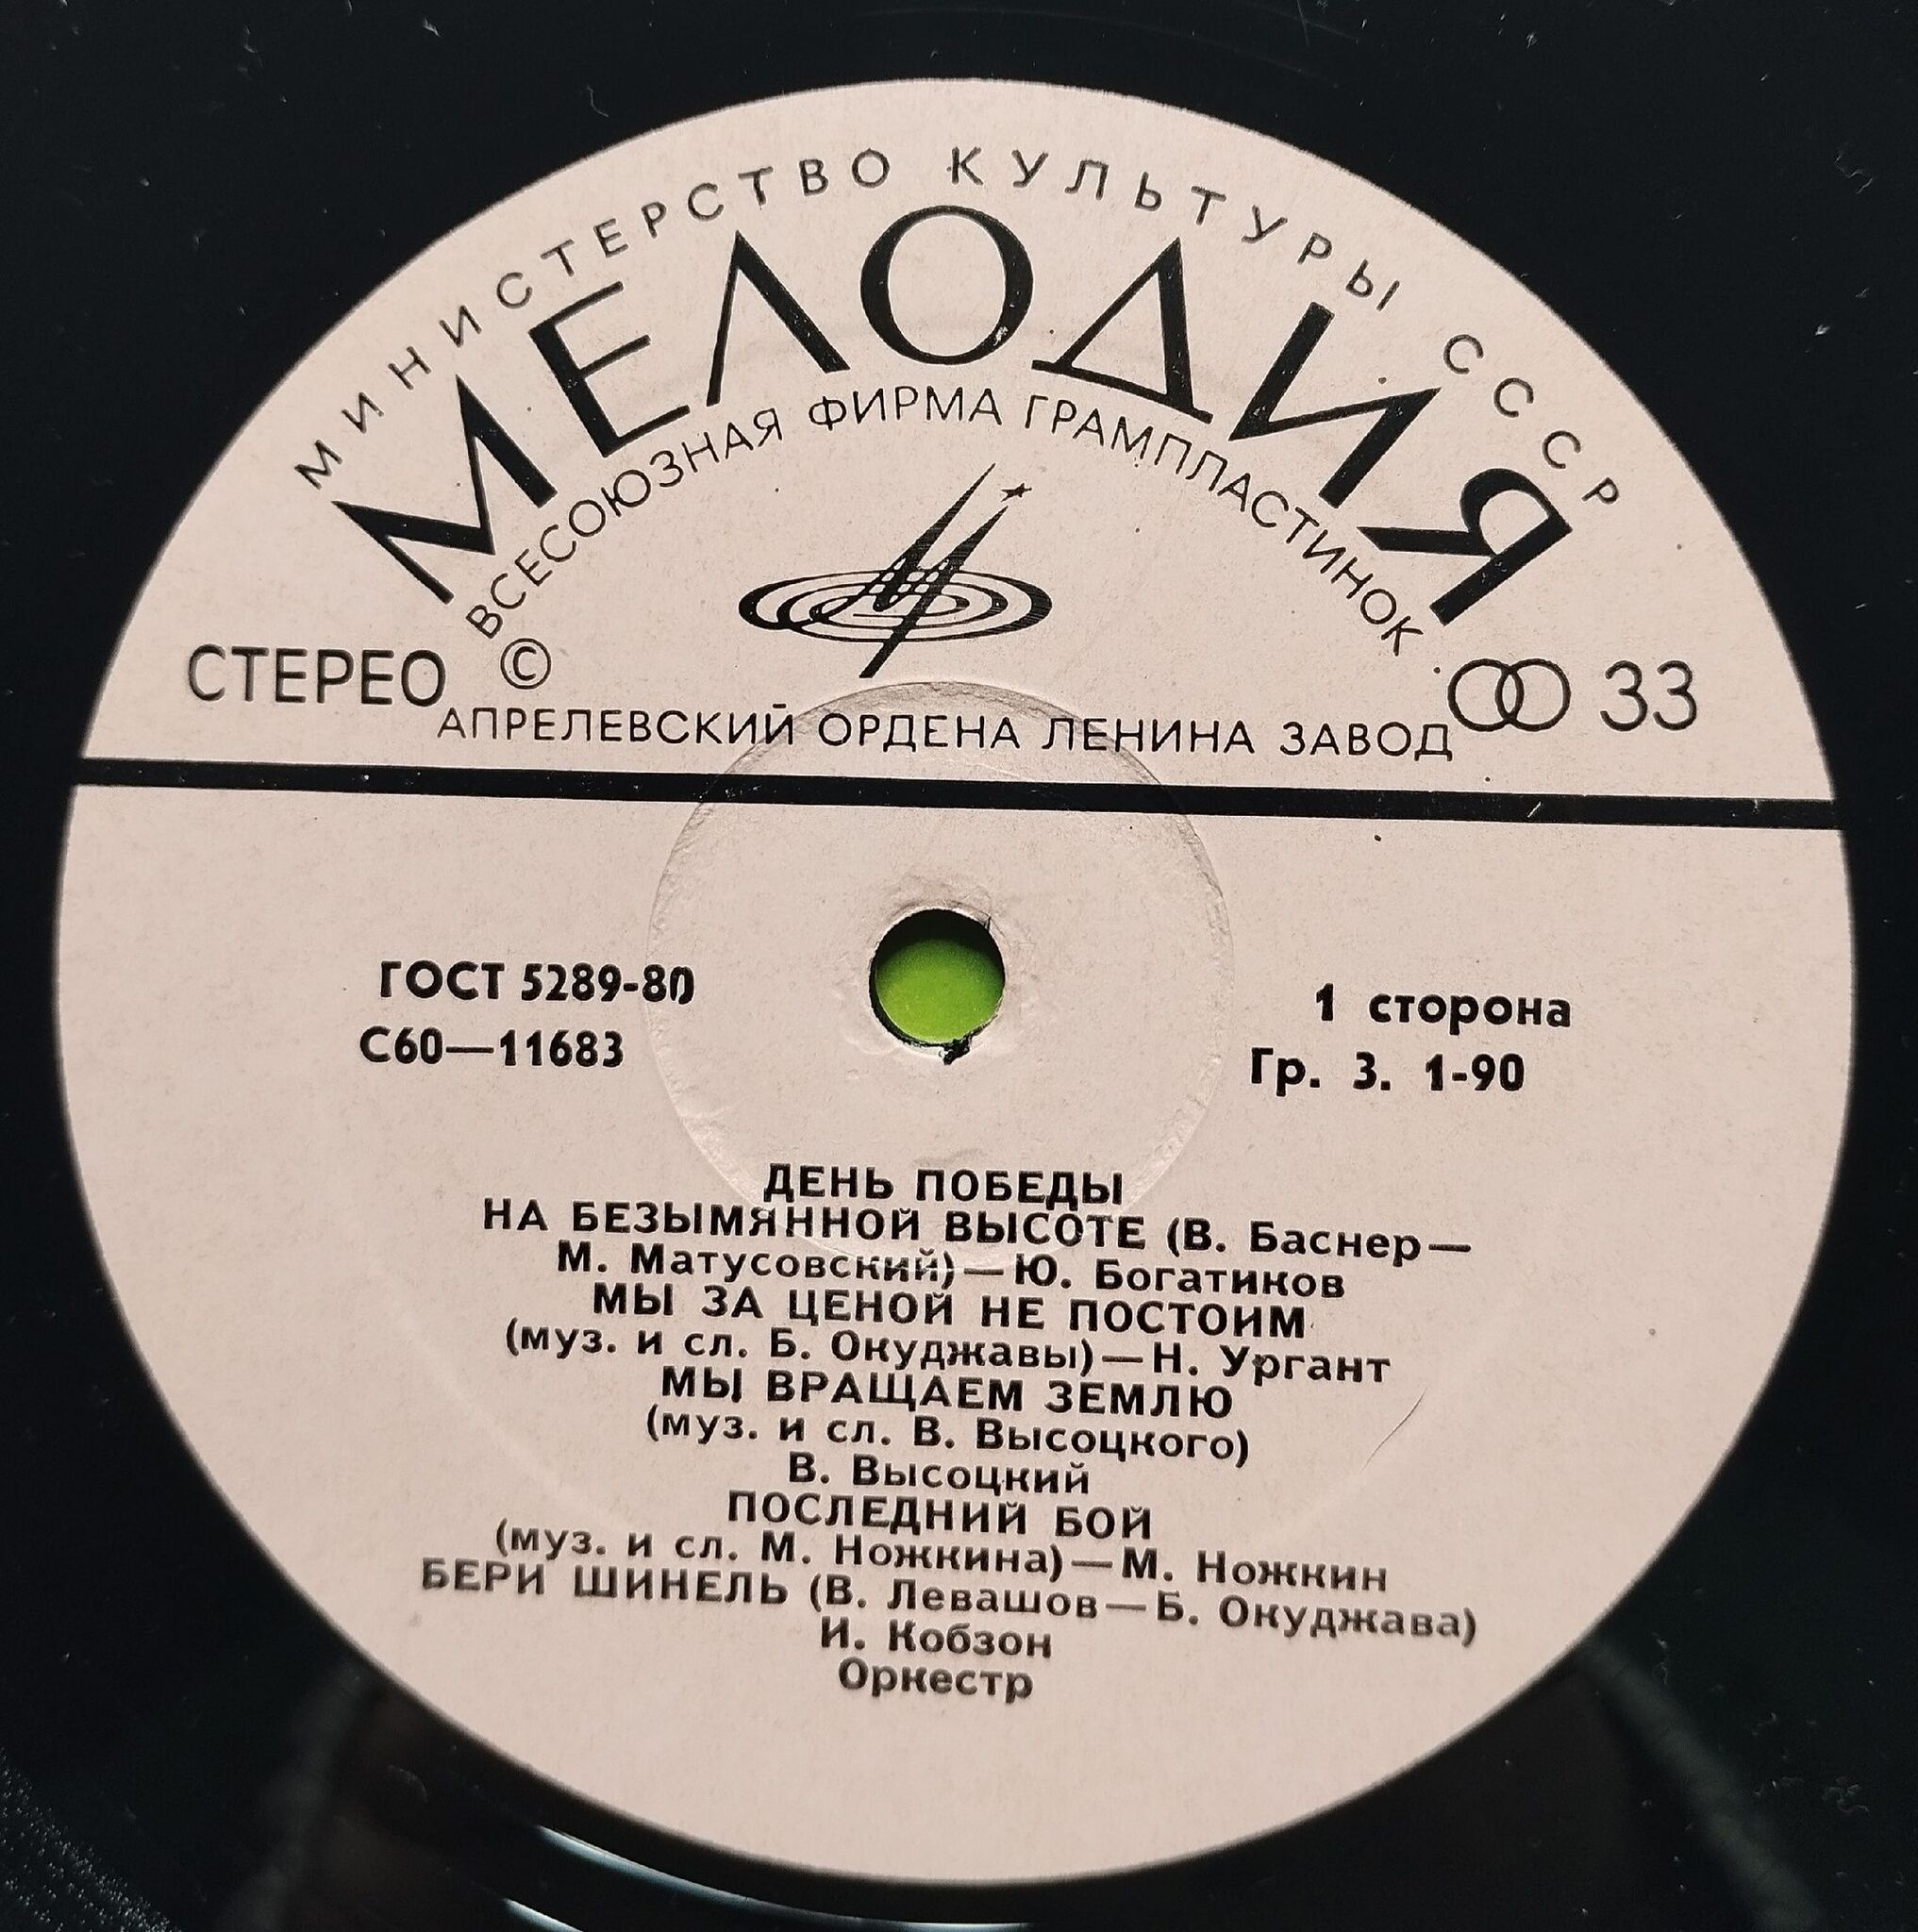 МИНИСТЕРСТВО КУЛЬТУРЫ СССР
МЕЛОДИЯ
ВСЕСОЮЗНАЯ ФИРМА ГРАМПЛАСТИНОК
СТЕРЕО © 33
АПРЕЛЕВСКИЙ ОРДЕНА ЛЕНИНА ЗАВОД
ГОСТ 5289-80
С60—11683
1 сторона
Гр. 3. 1-90
ДЕНЬ ПОБЕДЫ
НА БЕЗЫМЯННОЙ ВЫСОТЕ (В. Баснер—
М. Матусовский)—Ю. Богатиков
МЫ ЗА ЦЕНОЙ НЕ ПОСТОИМ
(муз. и сл. Б. Окуджавы)—Н. Ургант
МЫ ВРАЩАЕМ ЗЕМЛЮ
(муз. и сл. В. Высоцкого)
В. Высоцкий
ПОСЛЕДНИЙ БОЙ
(муз. и сл. М. Ножкина)—М. Ножкин
БЕРИ ШИНЕЛЬ (В. Левашов—Б. Окуджава)
И. Кобзон
Оркестр